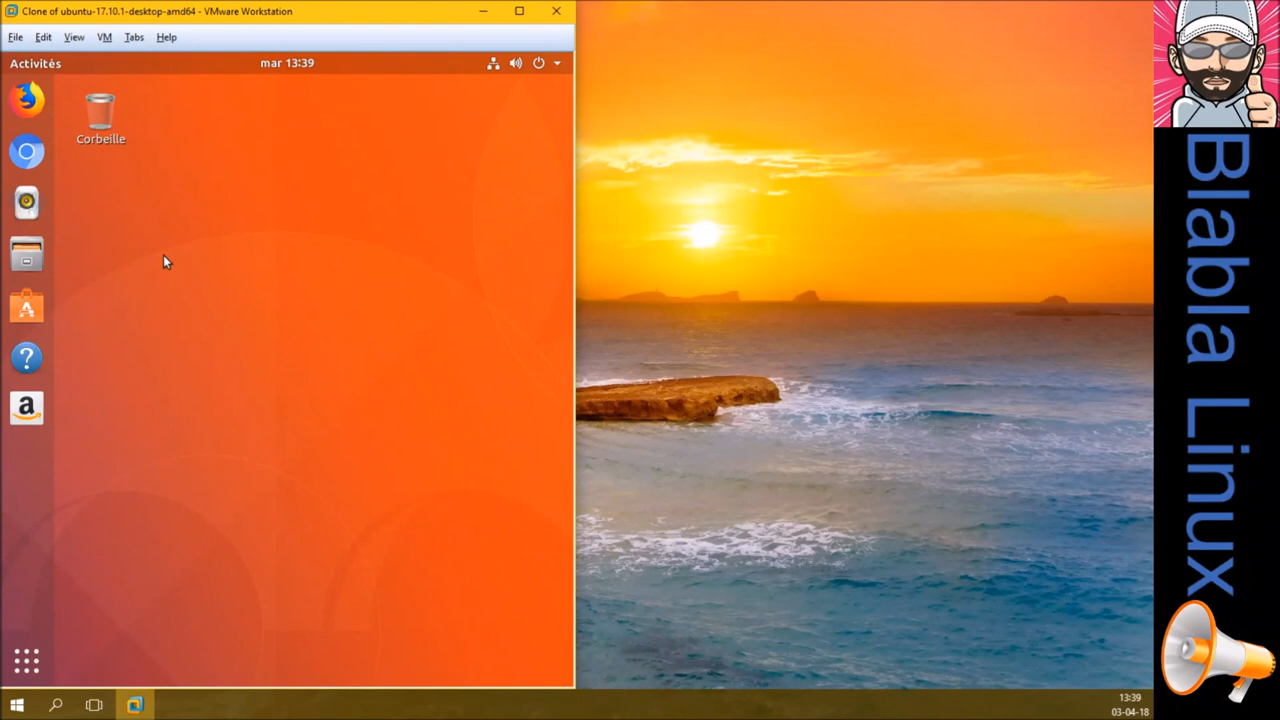 Clone of ubuntu-17.10.1-desktop-amd64 - VMware Workstation
File Edit View VM Tabs Help
Activités mar 13:39
Corbeille
a
13:39
03-04-18
Blabla Linux